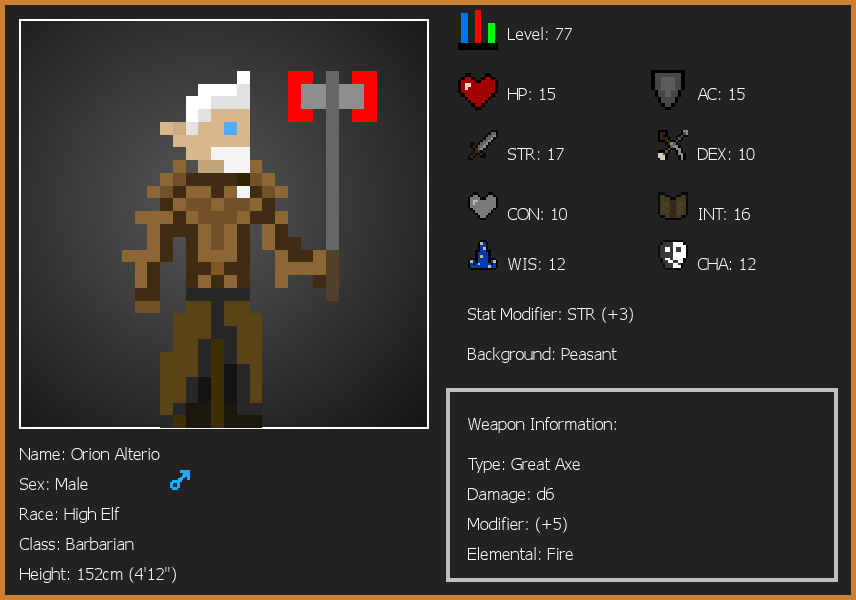 Level: 77
HP: 15
AC: 15
STR: 17
DEX: 10
CON: 10
INT: 16
WIS: 12
CHA: 12
Stat Modifier: STR (+3)
Background: Peasant
Weapon Information:
Type: Great Axe
Damage: d6
Modifier: (+5)
Elemental: Fire
Name: Orion Alterio
Sex: Male
Race: High Elf
Class: Barbarian
Height: 152cm (4'12")